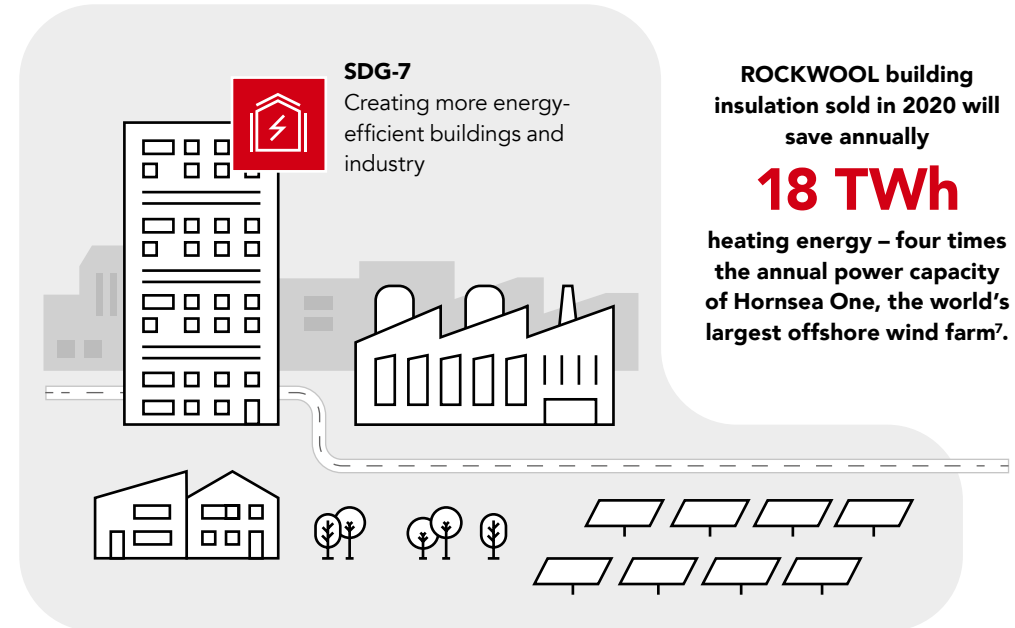 SDG-7
Creating more energy-
efficient buildings and
industry
ROCKWOOL building
insulation sold in 2020 will
save annually
18 TWh
heating energy – four times
the annual power capacity
of Hornsea One, the world’s
largest offshore wind farm⁷.